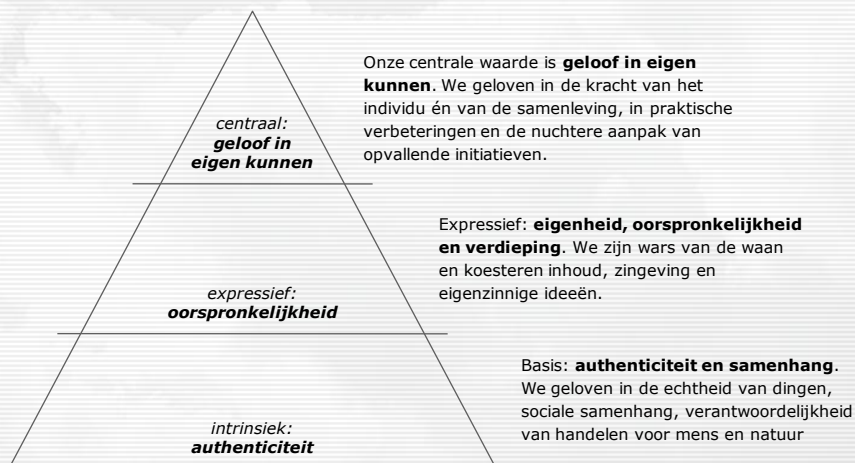 Onze centrale waarde is geloof in eigen
kunnen. We geloven in de kracht van het
individu én van de samenleving, in praktische
verbeteringen en de nuchtere aanpak van
opvallende initiatieven.
centraal:
geloof in
eigen kunnen
Expressief: eigenheid, oorspronkelijkheid
en verdieping. We zijn wars van de waan
en koesteren inhoud, zingeving en
eigenzinnige ideeën.
expressief:
oorspronkelijkheid
Basis: authenticiteit en samenhang.
We geloven in de echtheid van dingen,
sociale samenhang, verantwoordelijkheid
van handelen voor mens en natuur
intrinsiek:
authenticiteit